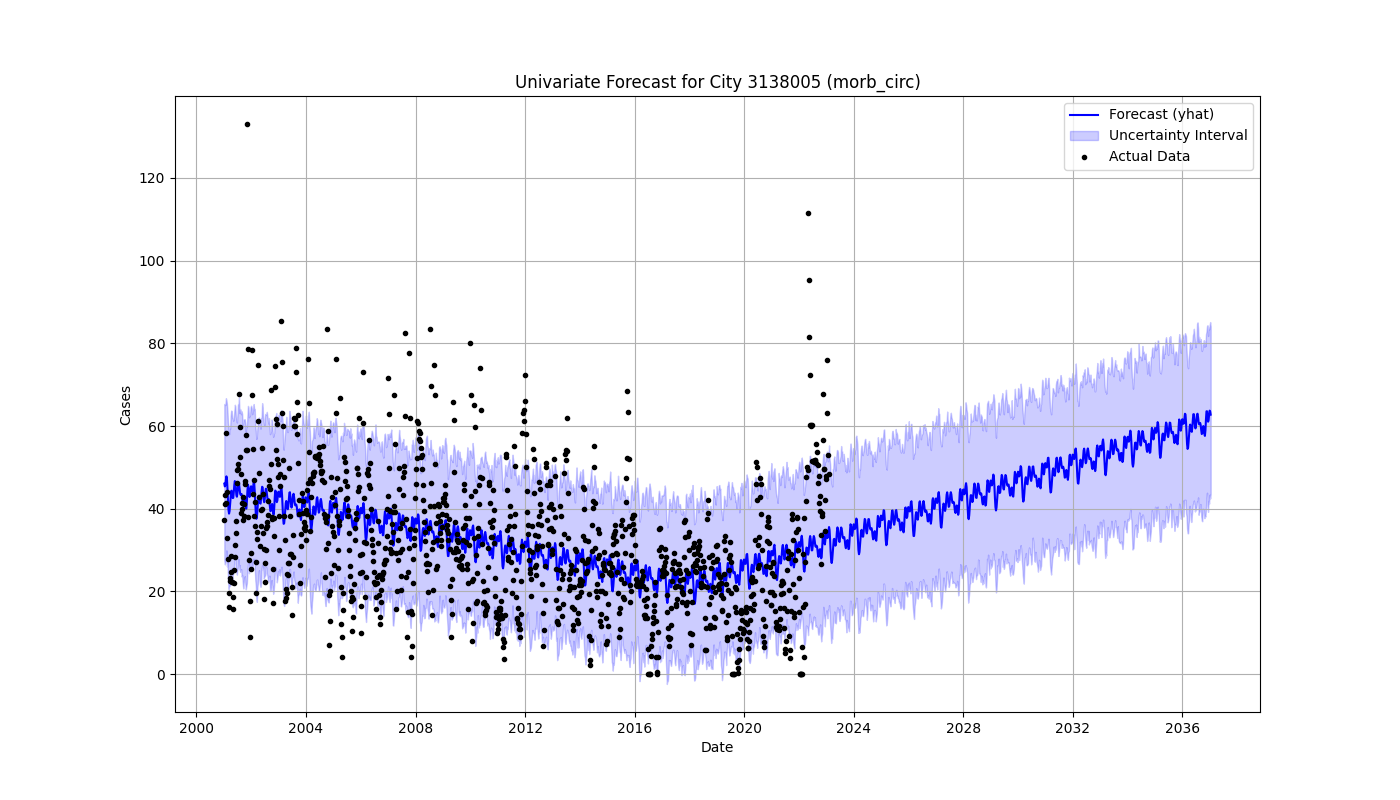 Univariate Forecast for City 3138005 (morb_circ)
Forecast (yhat)
Uncertainty Interval
Actual Data
Cases
120
100
80
60
40
20
0
2000 2004 2008 2012 2016 2020 2024 2028 2032 2036
Date